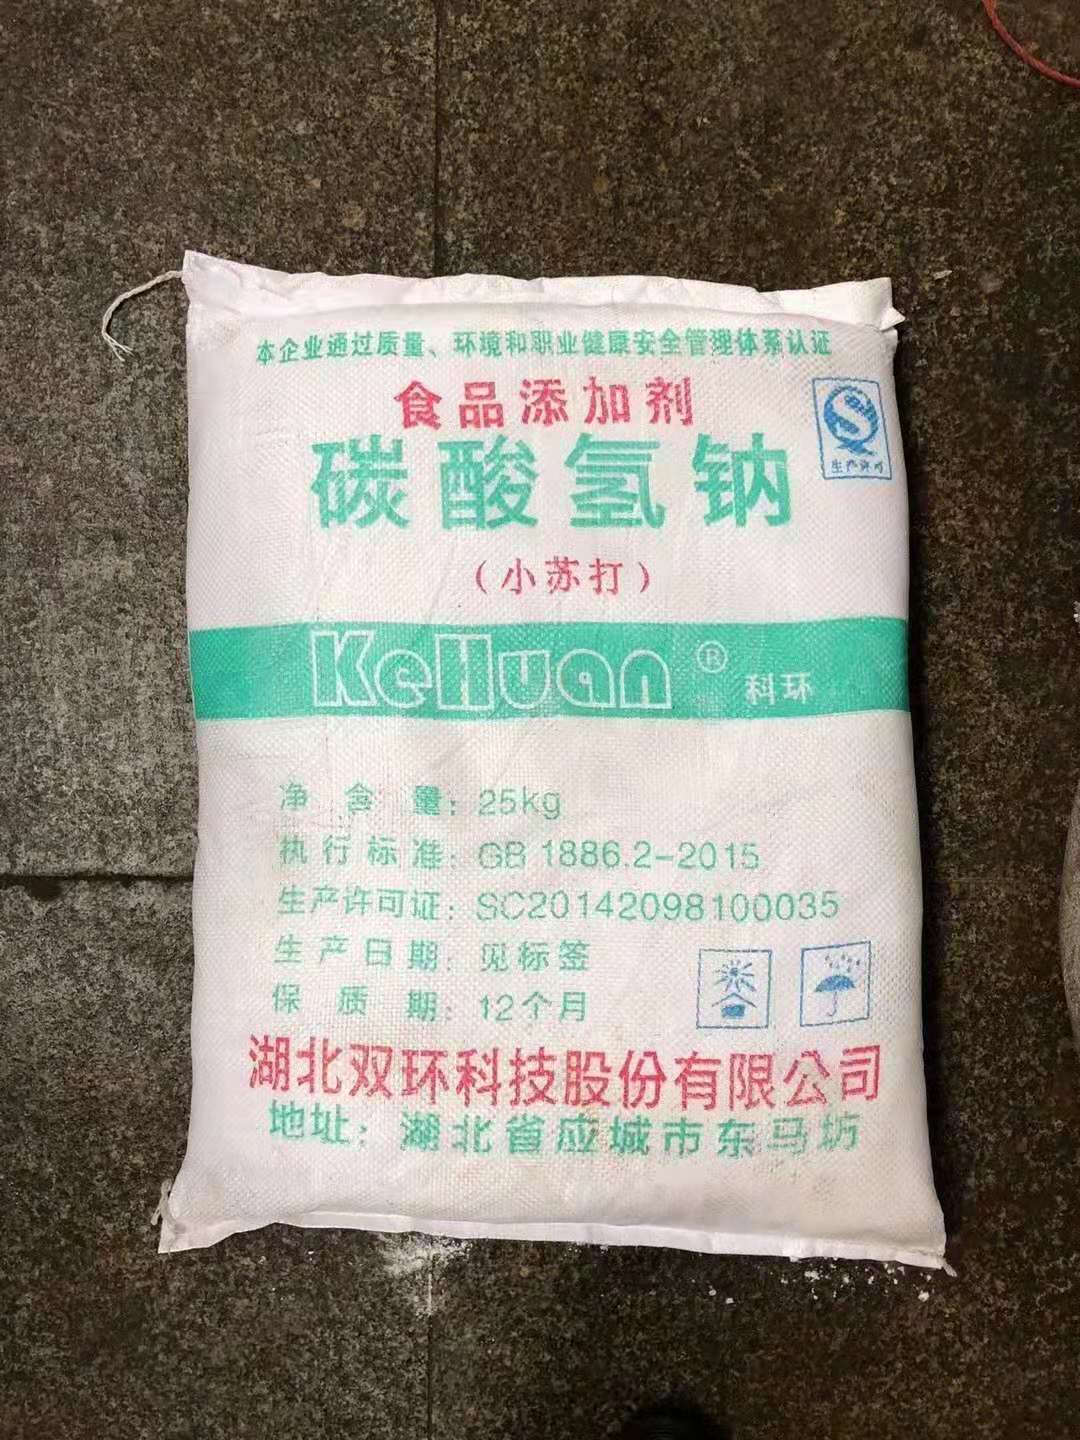 本企业通过质量、环境和职业健康安全管理体系认证
食品添加剂
碳酸氢钠
生产许可
（小苏打）
KeHuan® 科环
净含量：25kg
执行标准：GB 1886.2-2015
生产许可证：SC20142098100035
生产日期：见标签
保质期：12个月
湖北双环科技股份有限公司
地址：湖北省应城市东马坊